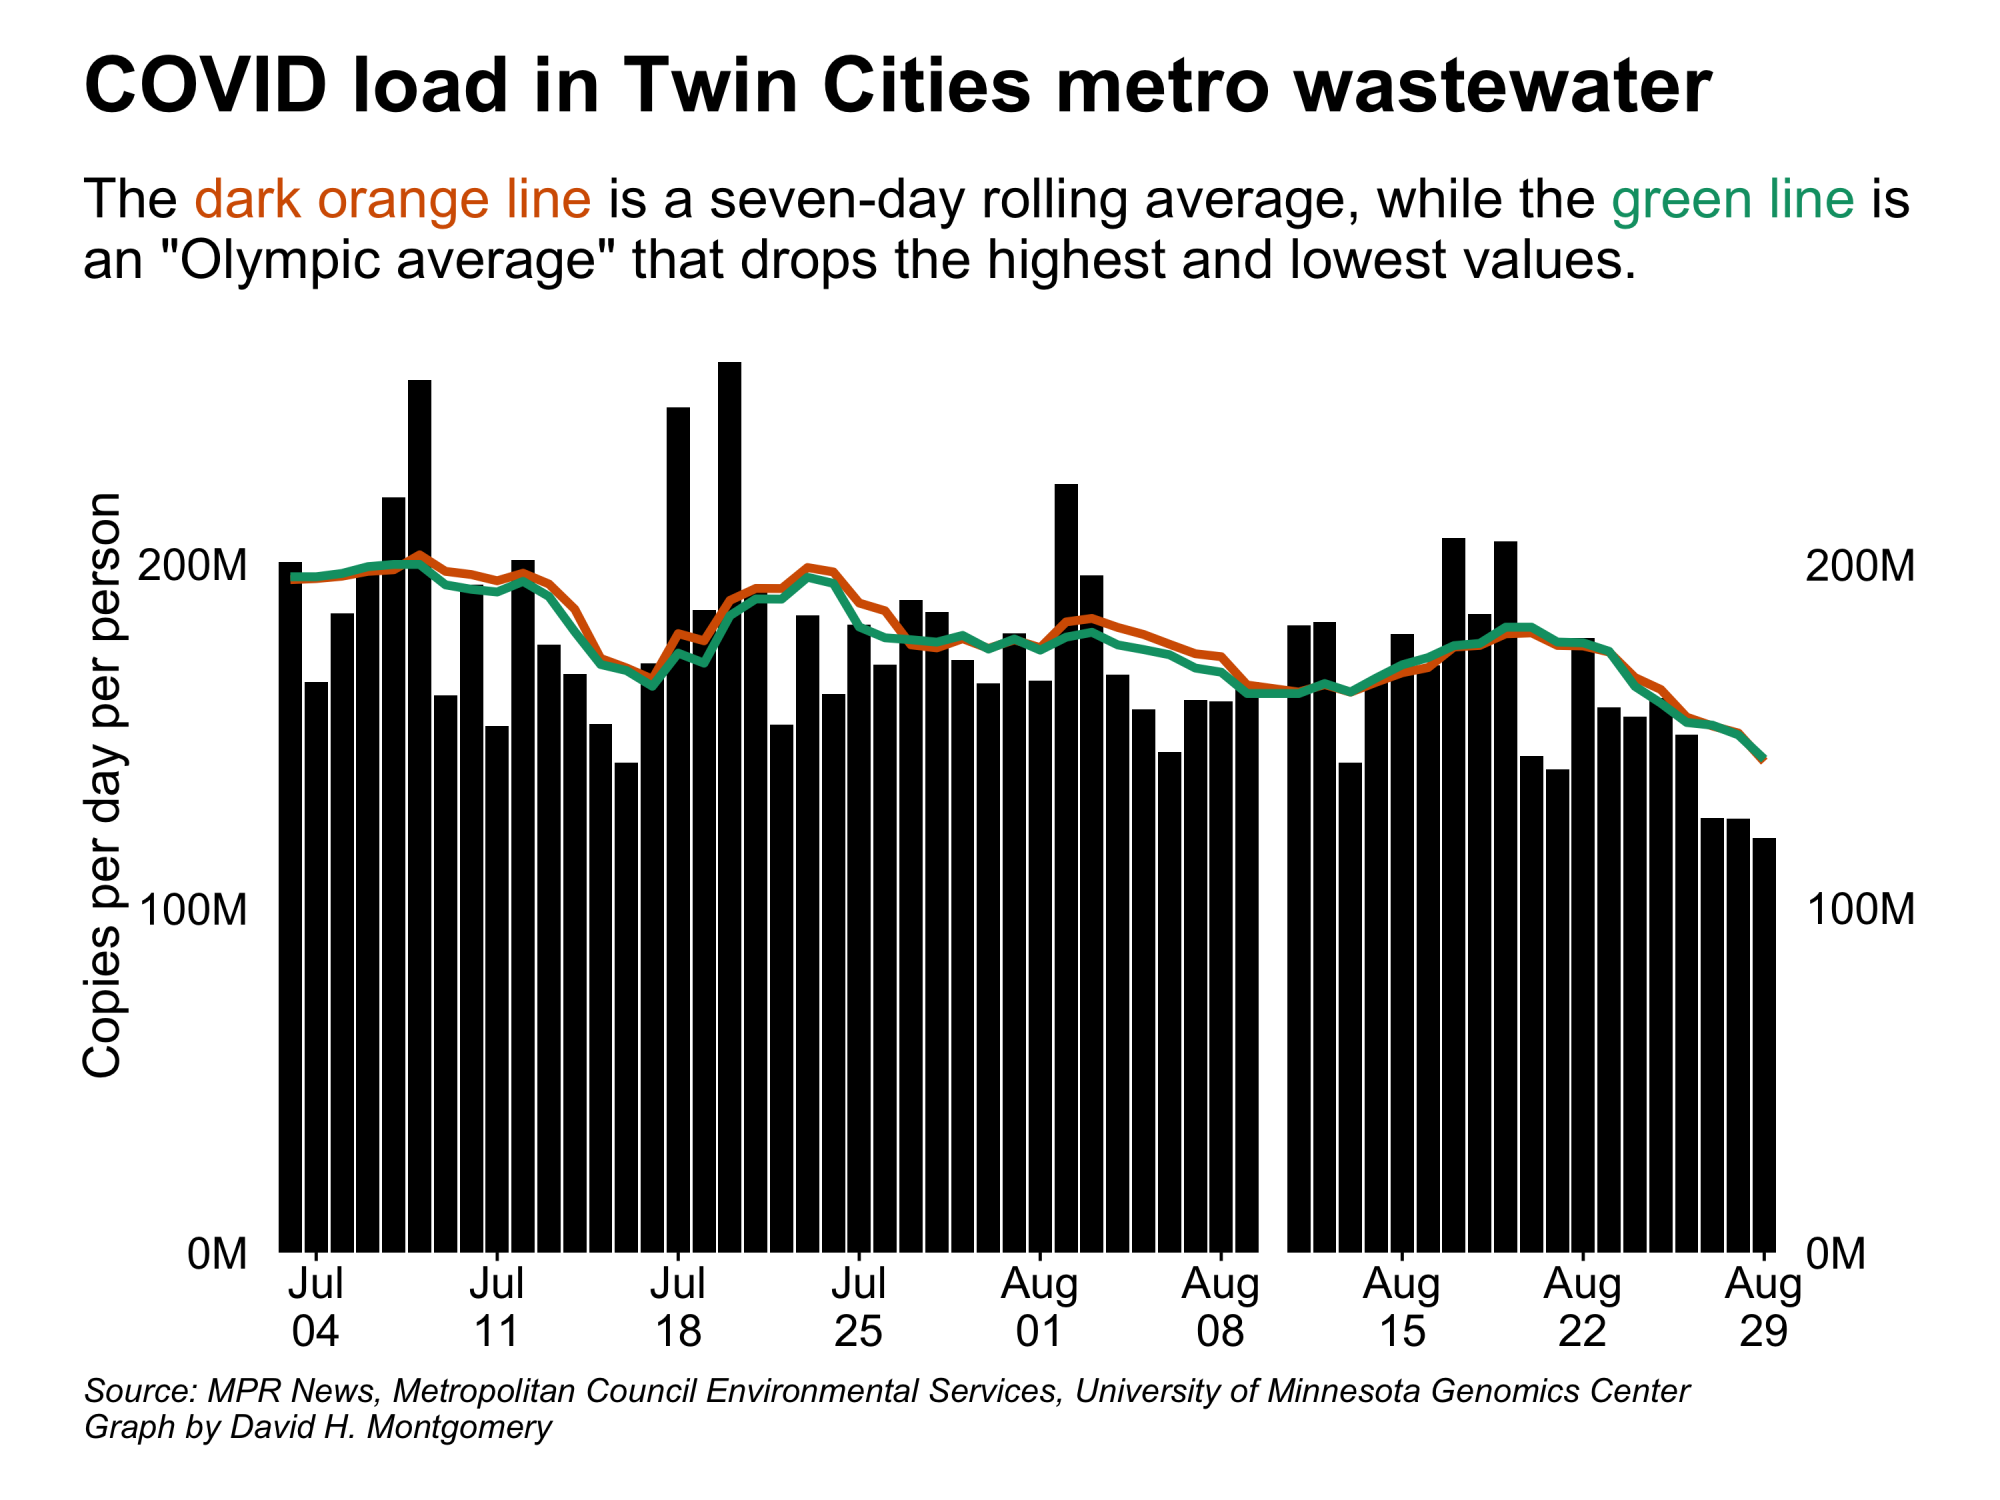 COVID load in Twin Cities metro wastewater
The dark orange line is a seven-day rolling average, while the green line is
an "Olympic average" that drops the highest and lowest values.
Copies per day per person
200M
100M
0M
200M
100M
0M
Jul 04
Jul 11
Jul 18
Jul 25
Aug 01
Aug 08
Aug 15
Aug 22
Aug 29
Source: MPR News, Metropolitan Council Environmental Services, University of Minnesota Genomics Center
Graph by David H. Montgomery